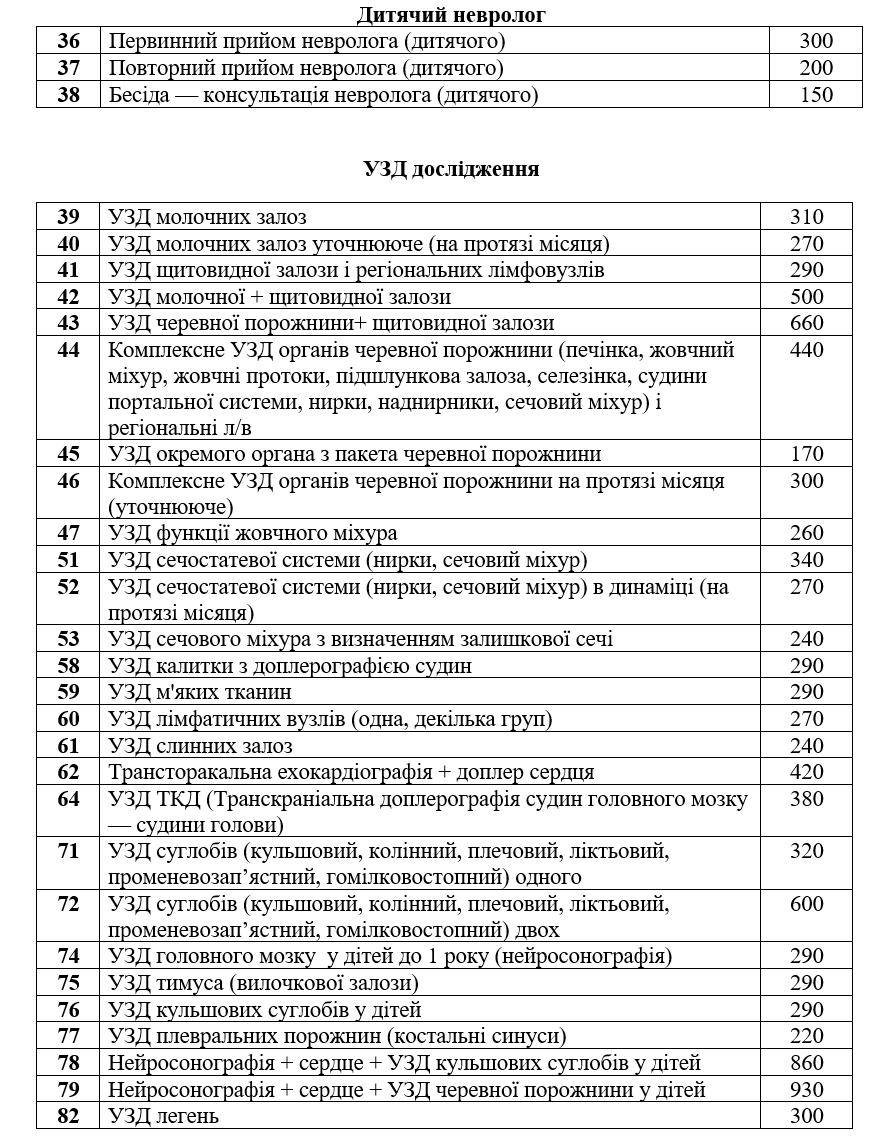 Дитячий невролог
36 Первинний прийом невролога (дитячого) 300
37 Повторний прийом невролога (дитячого) 200
38 Бесіда — консультація невролога (дитячого) 150
УЗД дослідження
39 УЗД молочних залоз 310
40 УЗД молочних залоз уточнююче (на протязі місяця) 270
41 УЗД щитовидної залози і регіональних лімфовузлів 290
42 УЗД молочної + щитовидної залози 500
43 УЗД черевної порожнини+ щитовидної залози 660
44 Комплексне УЗД органів черевної порожнини (печінка, жовчний 440
міхур, жовчні протоки, підшлункова залоза, селезінка, судини
портальної системи, нирки, наднирники, сечовий міхур) і
регіональні л/в
45 УЗД окремого органа з пакета черевної порожнини 170
46 Комплексне УЗД органів черевної порожнини на протязі місяця 300
(уточнююче)
47 УЗД функції жовчного міхура 260
51 УЗД сечостатевої системи (нирки, сечовий міхур) 340
52 УЗД сечостатевої системи (нирки, сечовий міхур) в динаміці (на 270
протязі місяця)
53 УЗД сечового міхура з визначенням залишкової сечі 240
58 УЗД калитки з доплерографією судин 290
59 УЗД м'яких тканин 290
60 УЗД лімфатичних вузлів (одна, декілька груп) 270
61 УЗД слинних залоз 240
62 Трансторакальна ехокардіографія + доплер сердця 420
64 УЗД ТКД (Транскраніальна доплерографія судин головного мозку 380
— судини голови)
71 УЗД суглобів (кульшовий, колінний, плечовий, ліктьовий, 320
променевозап’ястний, гомілковостопний) одного
72 УЗД суглобів (кульшовий, колінний, плечовий, ліктьовий, 600
променевозап’ястний, гомілковостопний) двох
74 УЗД головного мозку  у дітей до 1 року (нейросонографія) 290
75 УЗД тимуса (вилочкової залози) 290
76 УЗД кульшових суглобів у дітей 290
77 УЗД плевральних порожнин (костальні синуси) 220
78 Нейросонографія + сердце + УЗД кульшових суглобів у дітей 860
79 Нейросонографія + сердце + УЗД черевної порожнини у дітей 930
82 УЗД легень 300